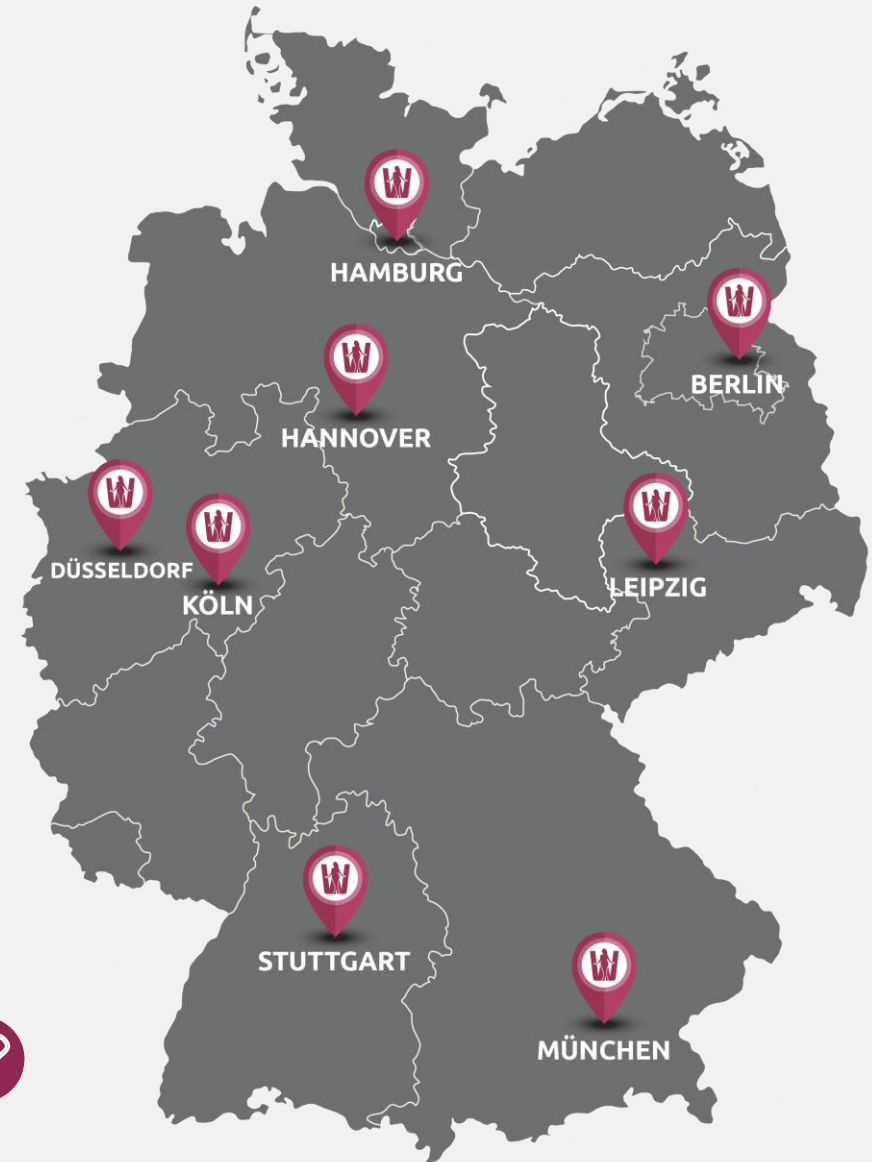 HAMBURG
BERLIN
HANNOVER
DÜSSELDORF
KÖLN
LEIPZIG
STUTTGART
MÜNCHEN